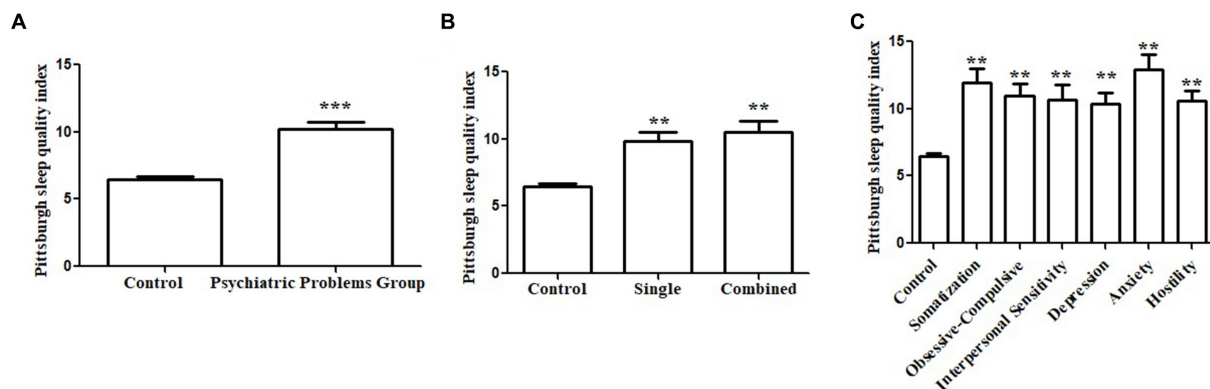 A
Pittsburgh sleep quality index
15
10
5
0
***
Control
Psychiatric Problems Group
B
Pittsburgh sleep quality index
15
10
5
0
**
**
Control
Single
Combined
C
Pittsburgh sleep quality index
15
10
5
0
**
**
**
**
**
**
Control
Somatization
Obsessive-Compulsive
Interpersonal Sensitivity
Depression
Anxiety
Hostility